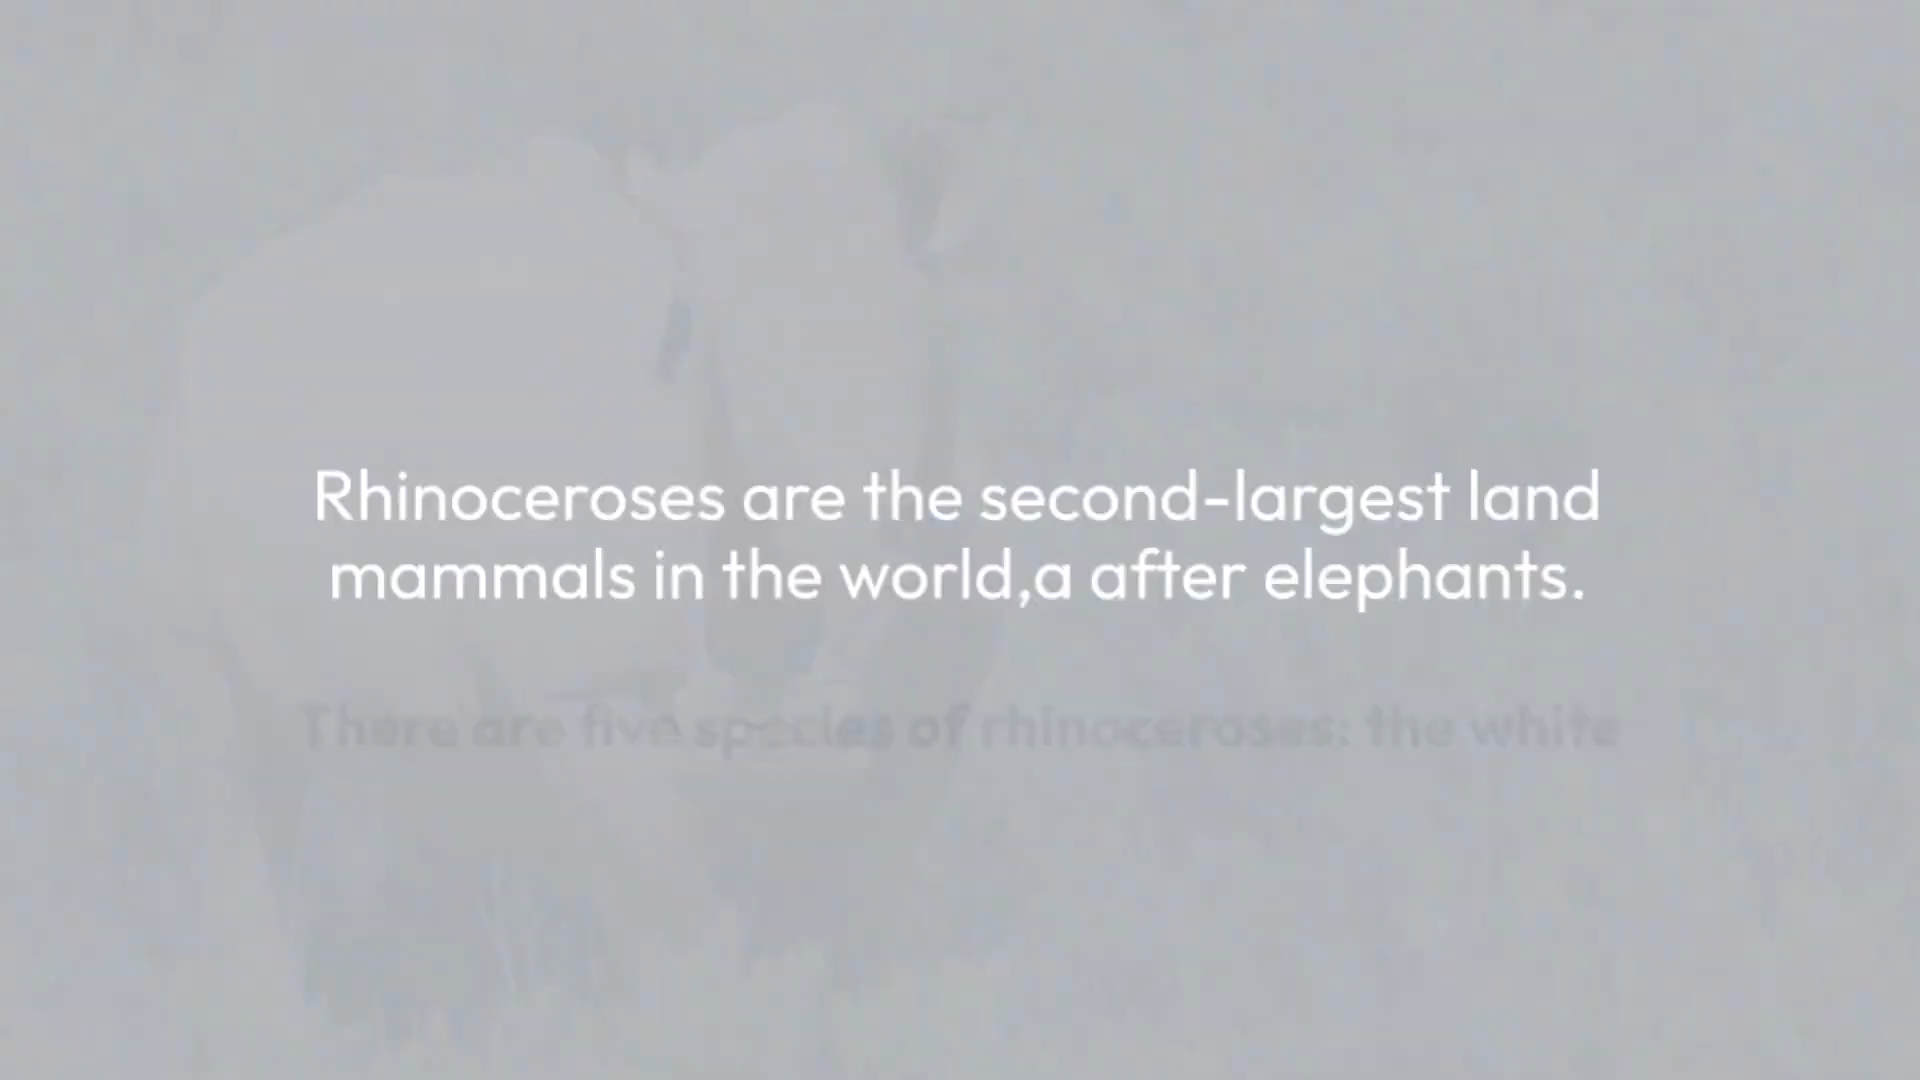 Rhinoceroses are the second-largest land
mammals in the world,a after elephants.
There are five species of rhinoceroses: the white